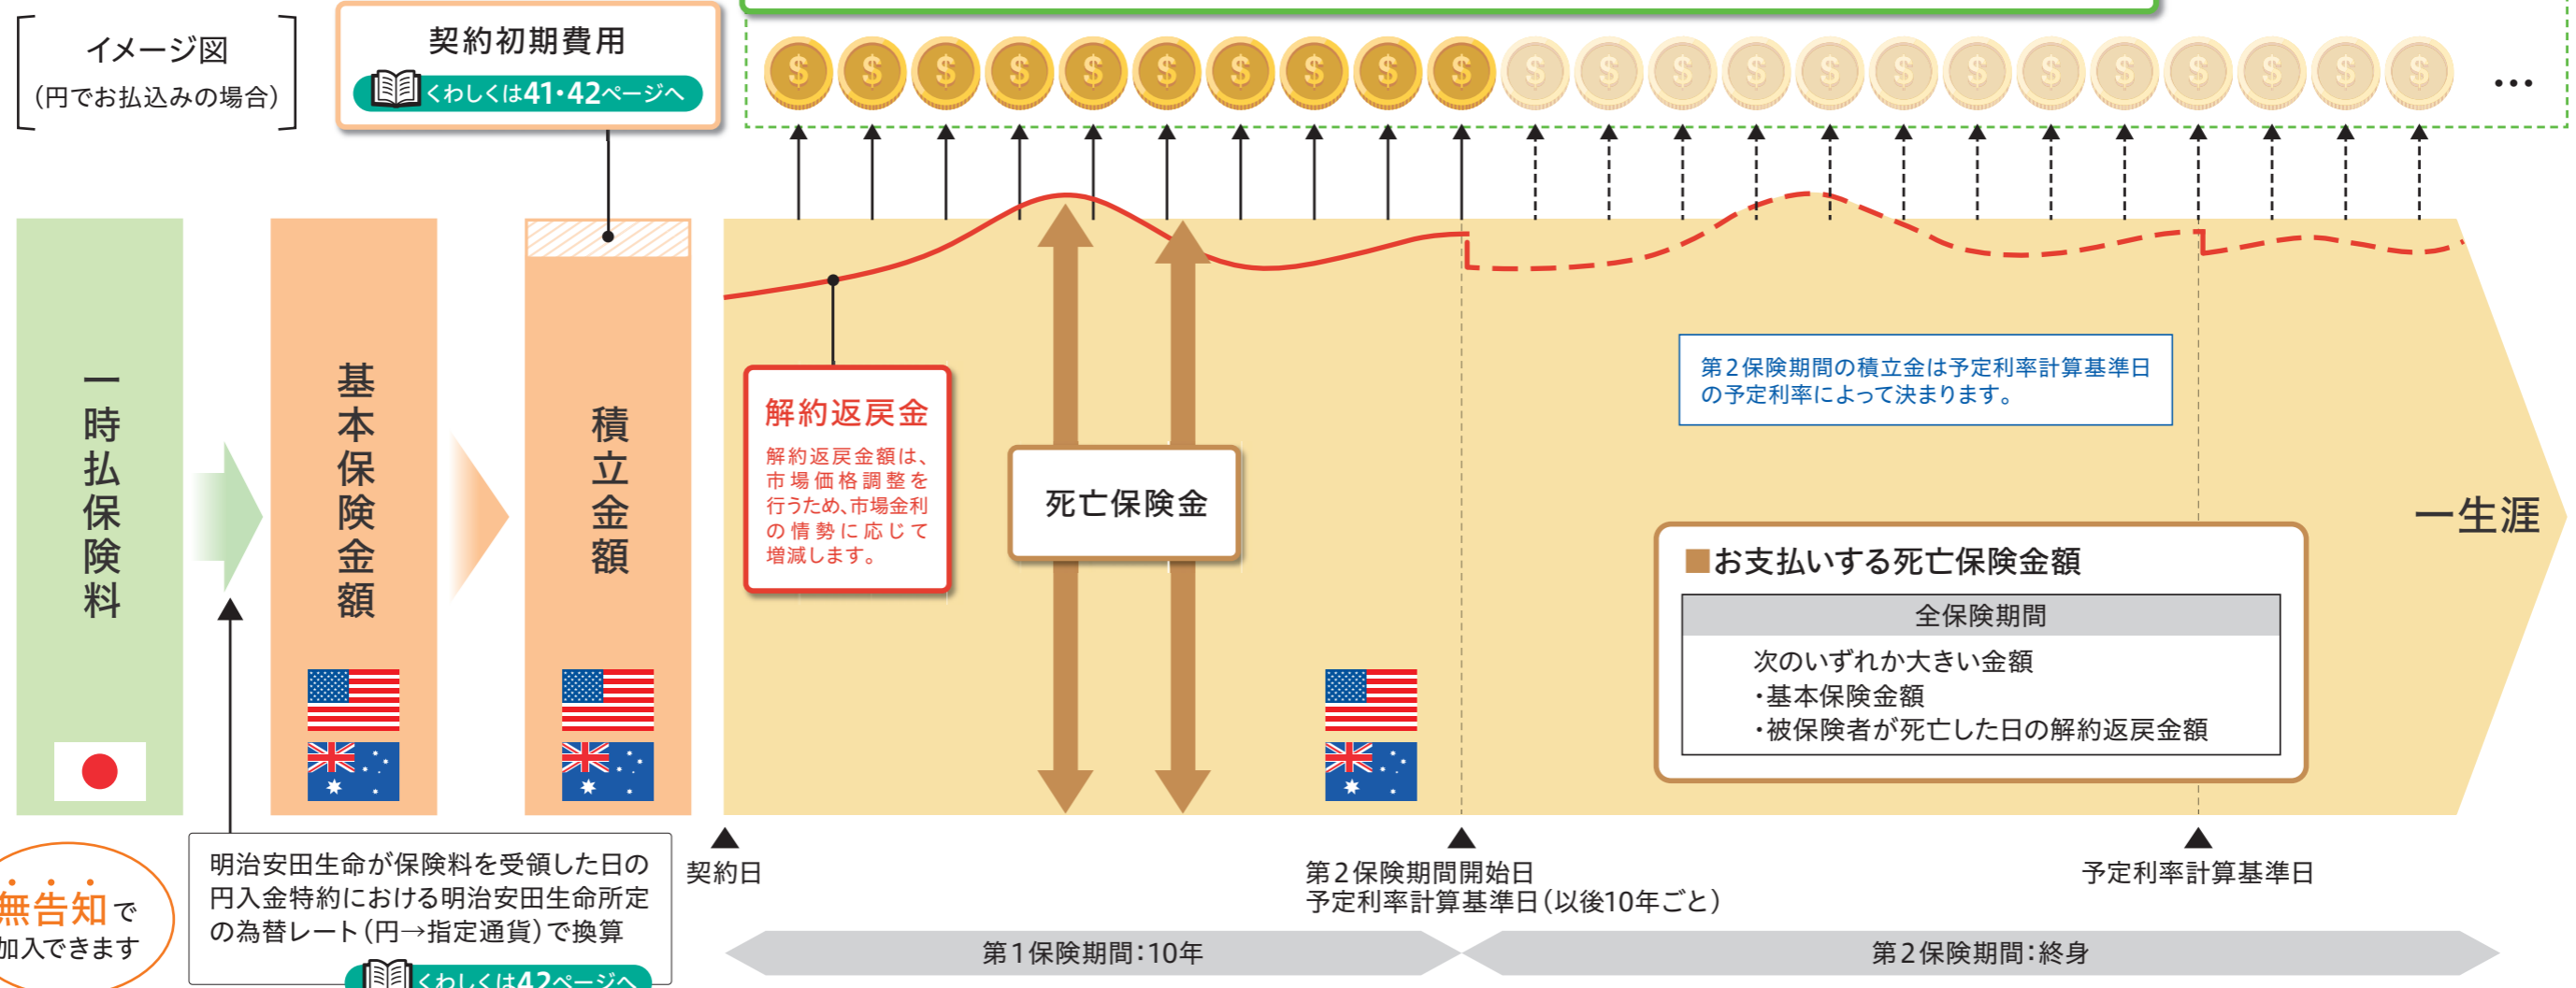 イメージ図
（円でお払込みの場合）
契約初期費用
くわしくは41・42ページへ
$ $ $ $ $ $ $ $ $ $ $ $ $ $ $ $ $ $ $ $ $ $ $ …
一時払保険料
基本保険金額
積立金額
解約返戻金
解約返戻金額は、
市場価格調整を
行うため、市場金利
の情勢に応じて
増減します。
死亡保険金
第2保険期間の積立金は予定利率計算基準日
の予定利率によって決まります。
一生涯
■お支払いする死亡保険金額
全保険期間
次のいずれか大きい金額
・基本保険金額
・被保険者が死亡した日の解約返戻金額
無告知で
加入できます
明治安田生命が保険料を受領した日の
円入金特約における明治安田生命所定
の為替レート（円→指定通貨）で換算
くわしくは42ページへ
契約日
第2保険期間開始日
予定利率計算基準日（以後10年ごと）
予定利率計算基準日
第1保険期間：10年
第2保険期間：終身